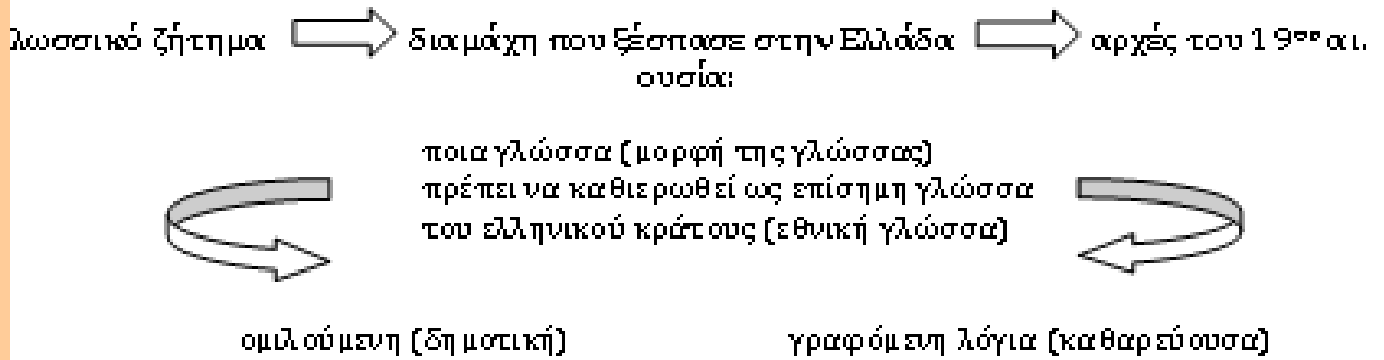 λωσσικό ζήτημα διαμάχη που ξέσπασε στην Ελλάδα αρχές του 19ου αι.
ουσία:
ποια γλώσσα (μορφή της γλώσσας)
πρέπει να καθιερωθεί ως επίσημη γλώσσα
του ελληνικού κράτους (εθνική γλώσσα)
ομιλούμενη (δημοτική) γραφόμενη λόγια (καθαρεύουσα)